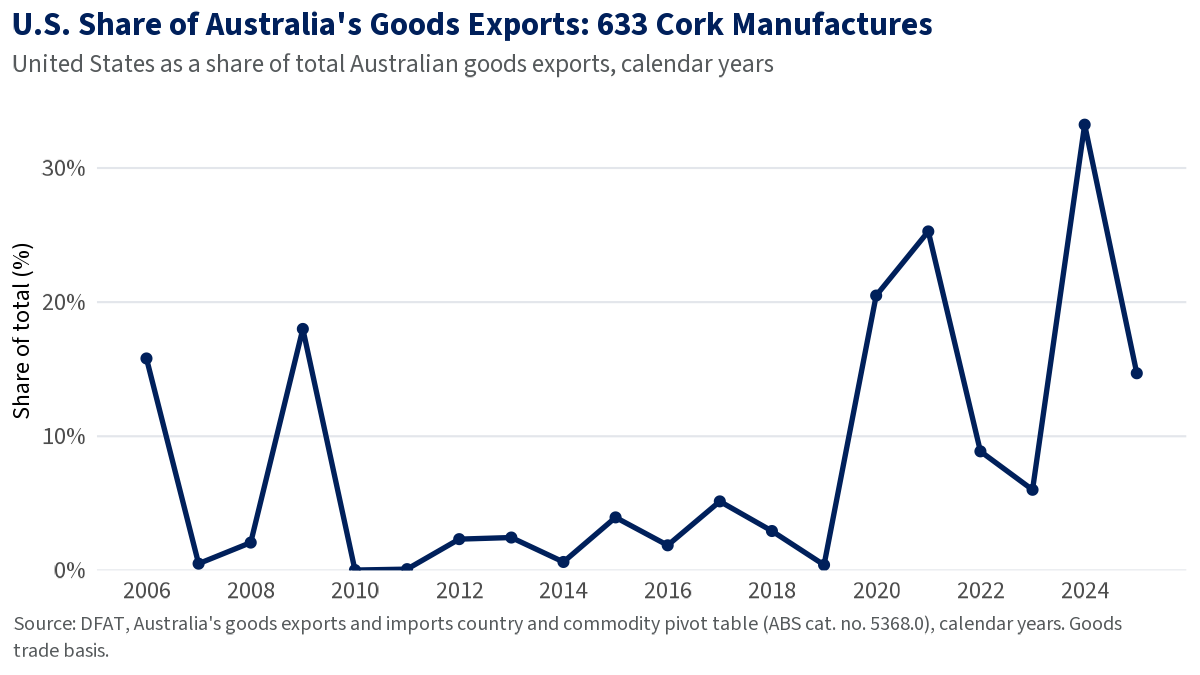 U.S. Share of Australia's Goods Exports: 633 Cork Manufactures
United States as a share of total Australian goods exports, calendar years
Share of total (%)
30%
20%
10%
0%
2006 2008 2010 2012 2014 2016 2018 2020 2022 2024
Source: DFAT, Australia's goods exports and imports country and commodity pivot table (ABS cat. no. 5368.0), calendar years. Goods
trade basis.